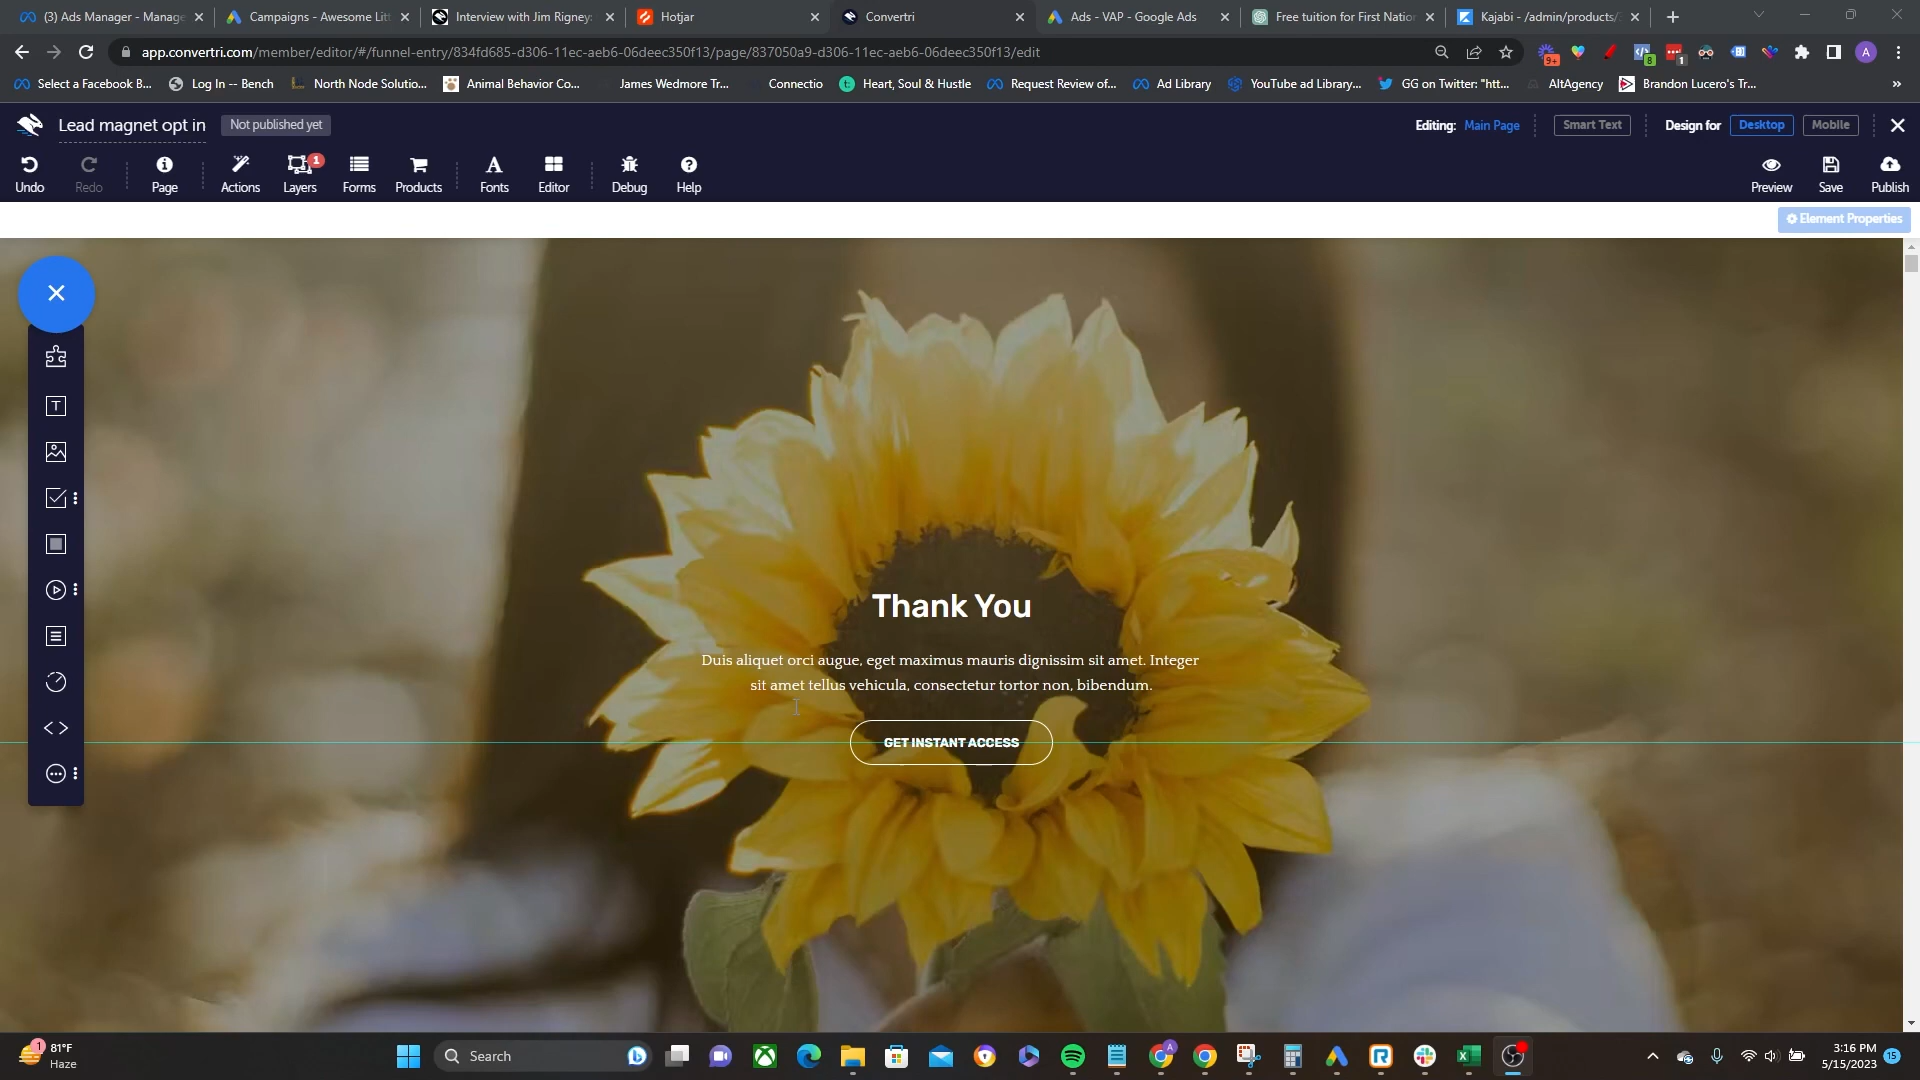 (3) Ads Manager - Manage
Campaigns - Awesome Litt
Interview with Jim Rigney:
Hotjar
Convertri
Ads - VAP - Google Ads
Free tuition for First Natio
Kajabi - /admin/products/
app.convertri.com/member/editor/#/funnel-entry/834fd685-d306-11ec-aeb6-06deec350f13/page/837050a9-d306-11ec-aeb6-06deec350f13/edit
9+
8
1
A
Select a Facebook B...
Log In -- Bench
North Node Solutio...
Animal Behavior Co...
James Wedmore Tr...
Connectio
Heart, Soul & Hustle
Request Review of...
Ad Library
YouTube ad Library...
GG on Twitter: "htt...
AltAgency
Brandon Lucero's Tr...
»
Lead magnet opt in
Not published yet
Editing: Main Page
Smart Text
Design for
Desktop
Mobile
Undo
Redo
Page
Actions
Layers
1
Forms
Products
Fonts
Editor
Debug
Help
Preview
Save
Publish
Element Properties
Thank You
Duis aliquet orci augue, eget maximus mauris dignissim sit amet. Integer
sit amet tellus vehicula, consectetur tortor non, bibendum.
GET INSTANT ACCESS
1
81°F
Haze
Search
3:16 PM
5/15/2023
15